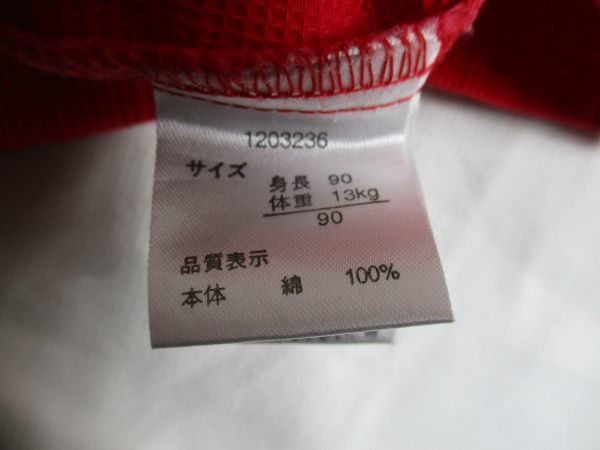 1203236
サイズ 身長 90
体重 13kg
90
品質表示
本体 綿 100%